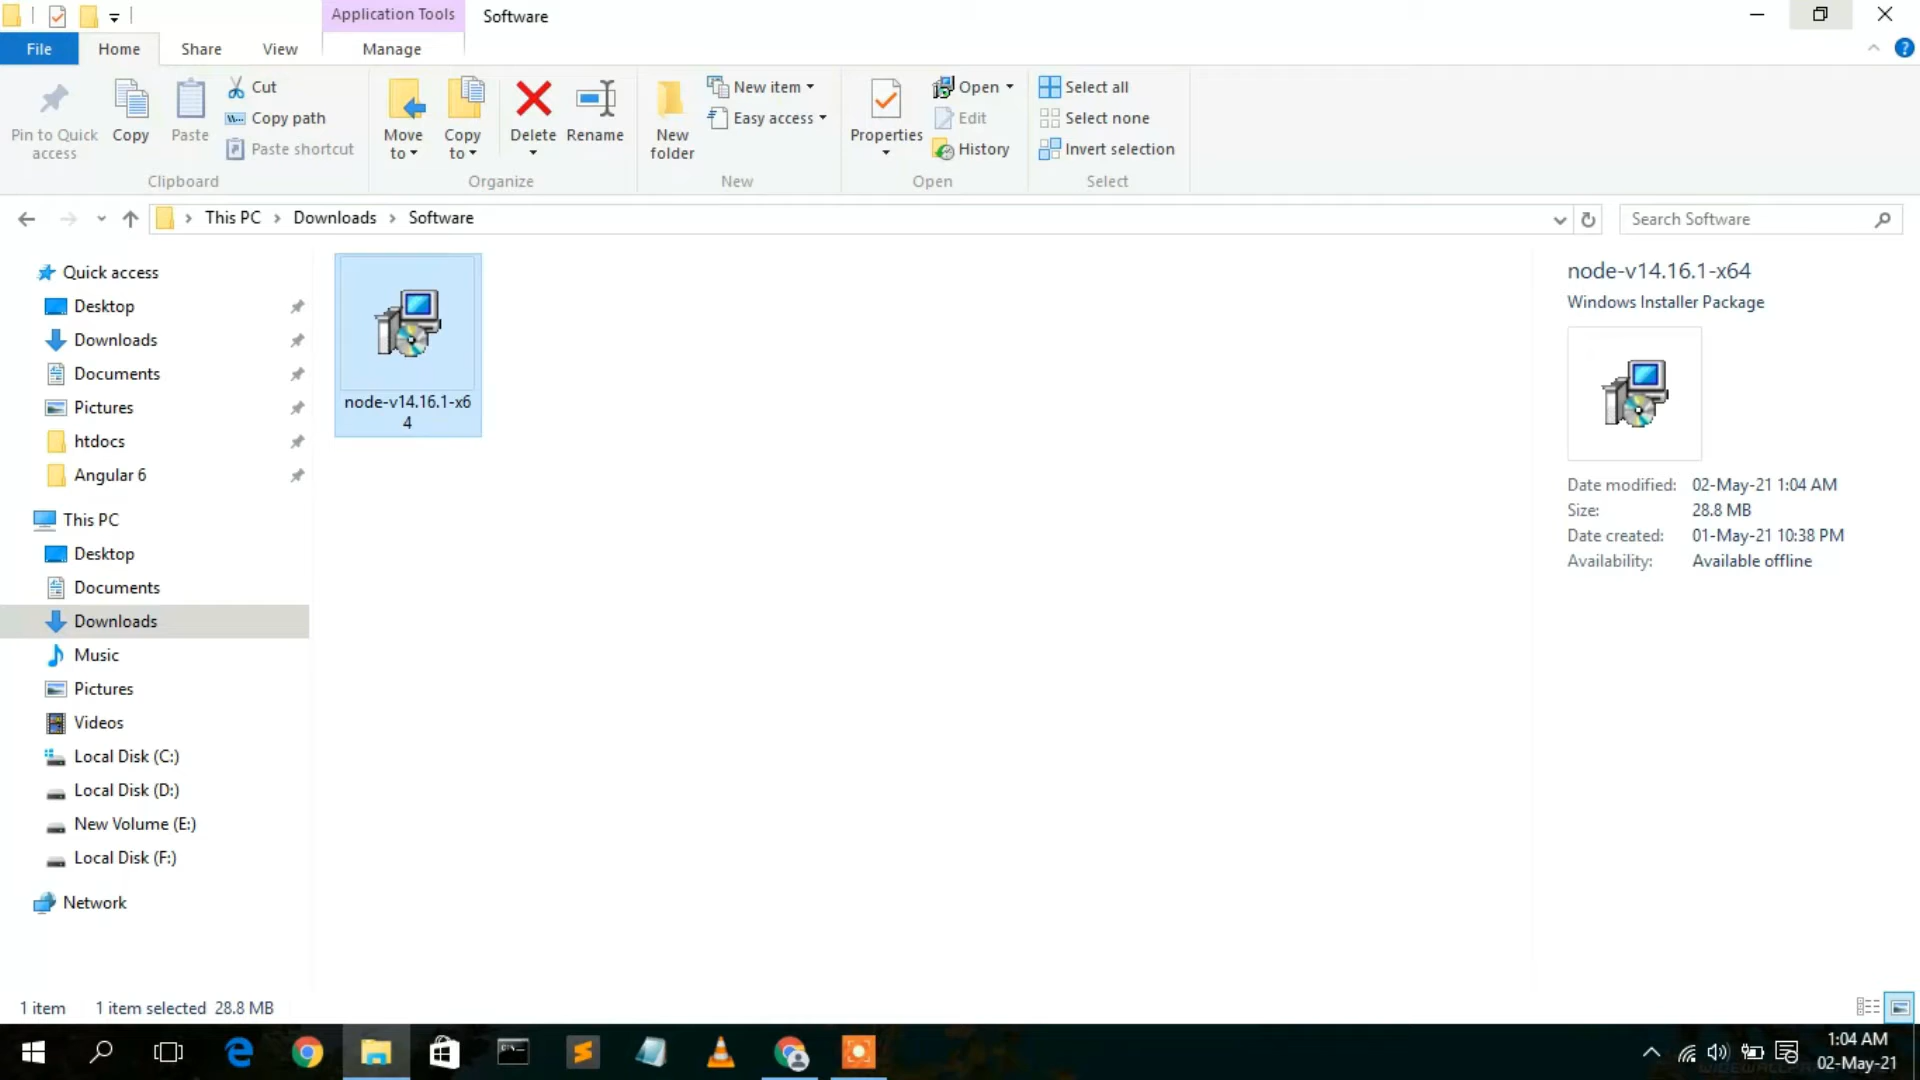 Application Tools
Software
File
Home
Share
View
Manage
Pin to Quick access
Copy
Paste
Cut
Copy path
Paste shortcut
Clipboard
Move to
Copy to
Delete
Rename
Organize
New folder
New item
Easy access
New
Properties
Open
Edit
History
Open
Select all
Select none
Invert selection
Select
This PC > Downloads > Software
Search Software
Quick access
Desktop
Downloads
Documents
Pictures
htdocs
Angular 6
This PC
Desktop
Documents
Downloads
Music
Pictures
Videos
Local Disk (C:)
Local Disk (D:)
New Volume (E:)
Local Disk (F:)
Network
node-v14.16.1-x6
4
node-v14.16.1-x64
Windows Installer Package
Date modified: 02-May-21 1:04 AM
Size: 28.8 MB
Date created: 01-May-21 10:38 PM
Availability: Available offline
1 item
1 item selected 28.8 MB
1:04 AM
02-May-21